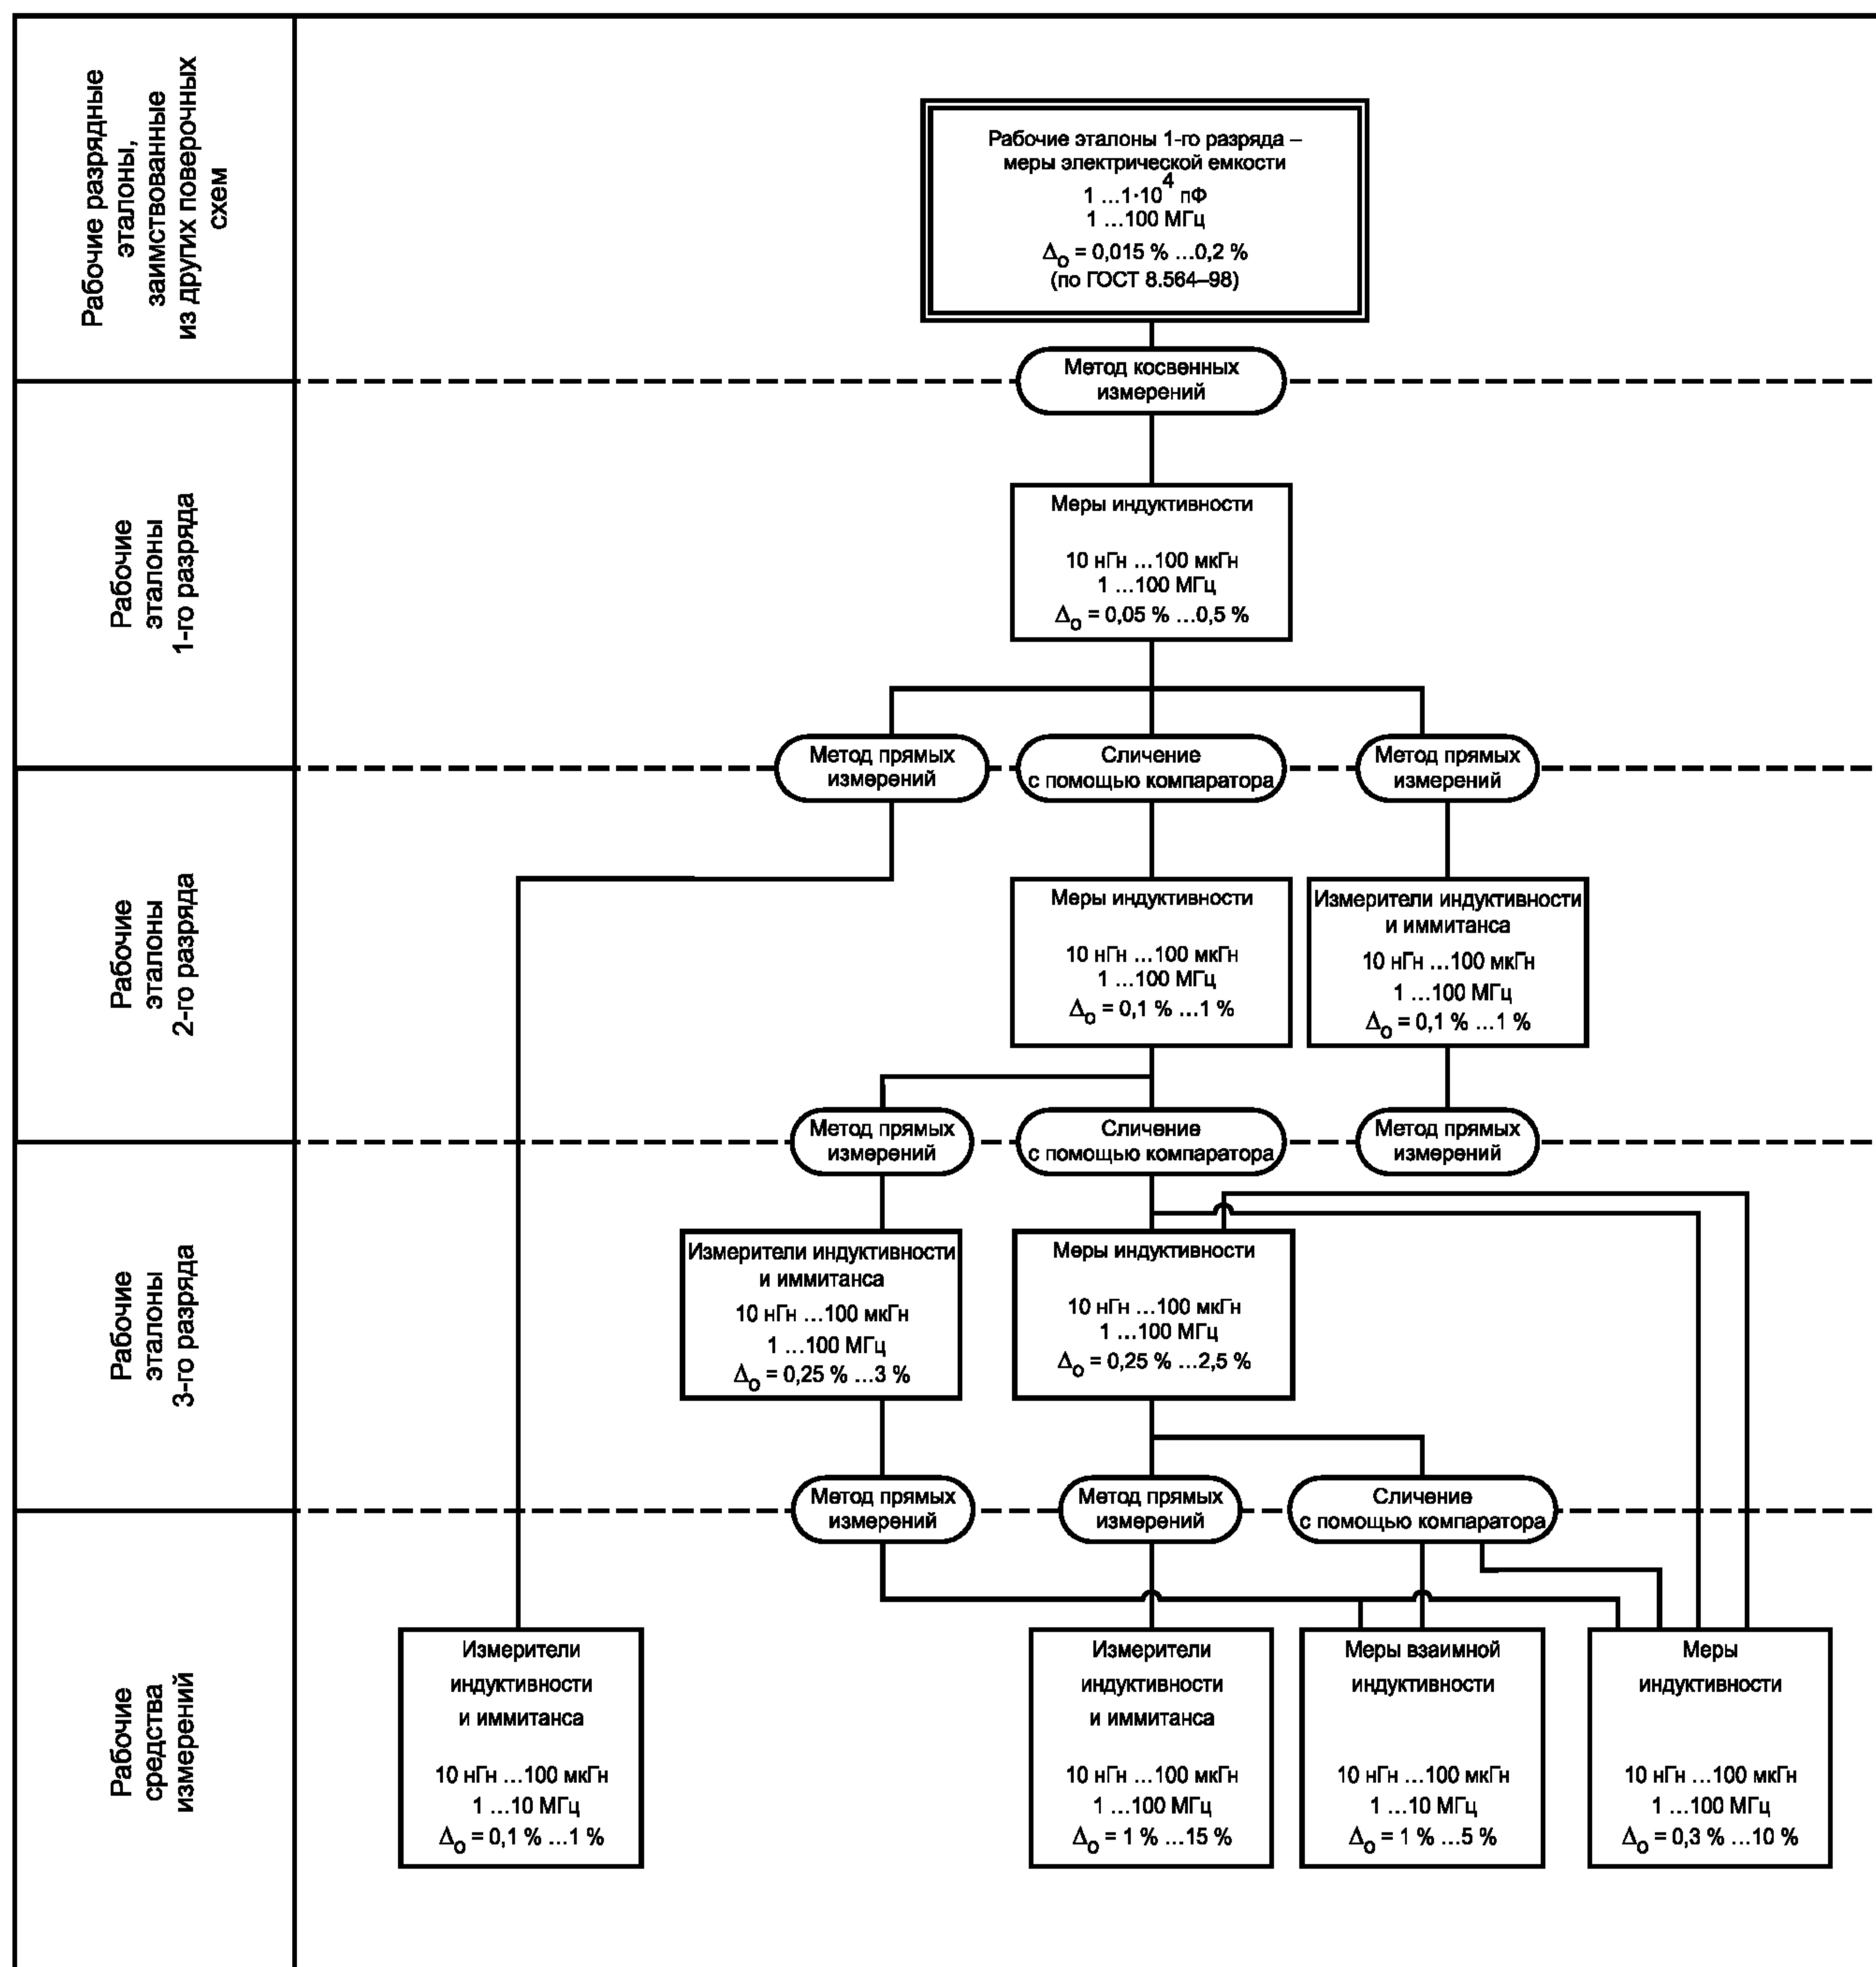 Рабочие разрядные
эталоны,
заимствованные
из других поверочных
схем
Рабочие эталоны 1-го разряда –
меры электрической емкости
1 ...1·10⁴ пФ
1 ...100 МГц
Δₒ = 0,015 % ...0,2 %
(по ГОСТ 8.564–98)
Метод косвенных
измерений
Рабочие
эталоны
1-го разряда
Меры индуктивности
10 нГн ...100 мкГн
1 ...100 МГц
Δₒ = 0,05 % ...0,5 %
Метод прямых
измерений
Сличение
с помощью компаратора
Метод прямых
измерений
Рабочие
эталоны
2-го разряда
Меры индуктивности
10 нГн ...100 мкГн
1 ...100 МГц
Δₒ = 0,1 % ...1 %
Измерители индуктивности
и иммитанса
10 нГн ...100 мкГн
1 ...100 МГц
Δₒ = 0,1 % ...1 %
Метод прямых
измерений
Сличение
с помощью компаратора
Метод прямых
измерений
Рабочие
эталоны
3-го разряда
Измерители индуктивности
и иммитанса
10 нГн ...100 мкГн
1 ...100 МГц
Δₒ = 0,25 % ...3 %
Меры индуктивности
10 нГн ...100 мкГн
1 ...100 МГц
Δₒ = 0,25 % ...2,5 %
Метод прямых
измерений
Метод прямых
измерений
Сличение
с помощью компаратора
Рабочие
средства
измерений
Измерители
индуктивности
и иммитанса
10 нГн ...100 мкГн
1 ...10 МГц
Δₒ = 0,1 % ...1 %
Измерители
индуктивности
и иммитанса
10 нГн ...100 мкГн
1 ...100 МГц
Δₒ = 1 % ...15 %
Меры взаимной
индуктивности
10 нГн ...100 мкГн
1 ...10 МГц
Δₒ = 1 % ...5 %
Меры
индуктивности
10 нГн ...100 мкГн
1 ...100 МГц
Δₒ = 0,3 % ...10 %